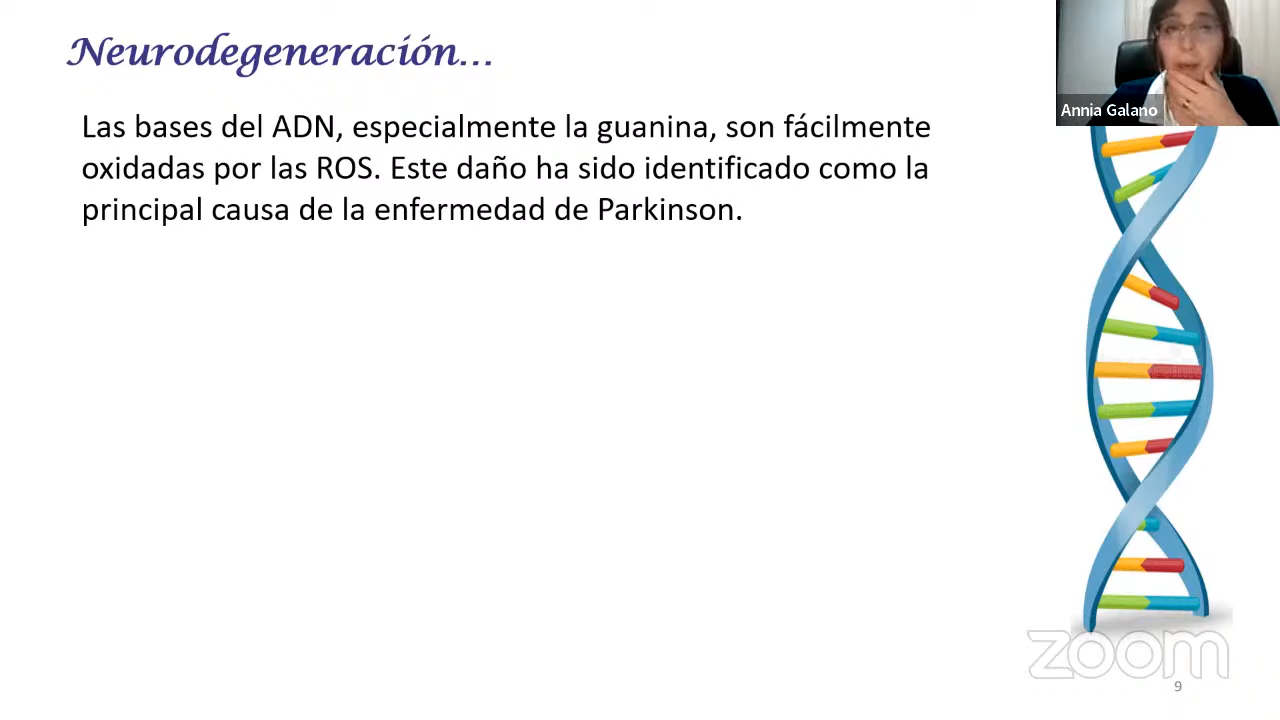 Neurodegeneración...
Annia Galano
Las bases del ADN, especialmente la guanina, son fácilmente
oxidadas por las ROS. Este daño ha sido identificado como la
principal causa de la enfermedad de Parkinson.
zoom
9